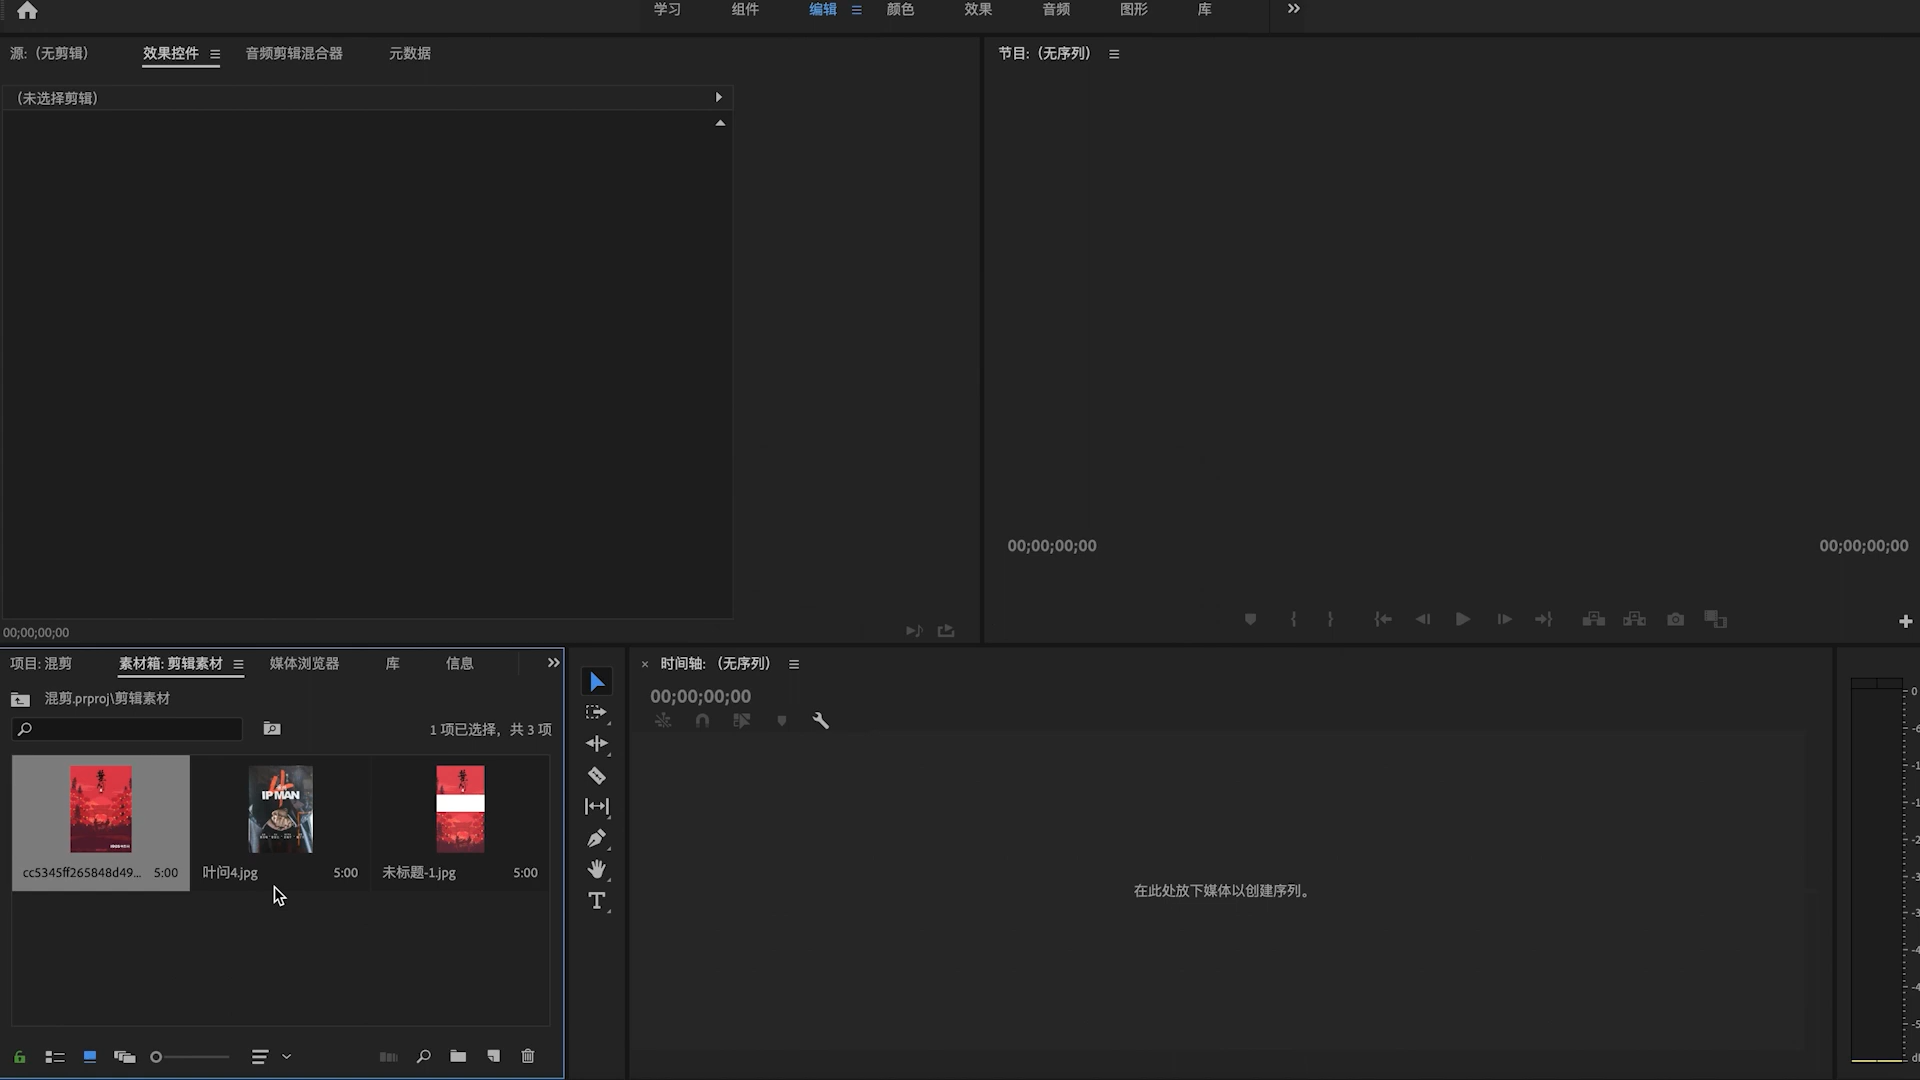 学习 组件 编辑 颜色 效果 音频 图形 库
源: (无剪辑) 效果控件 音频剪辑混合器 元数据
节目: (无序列)
(未选择剪辑)
00;00;00;00 00;00;00;00
00;00;00;00
项目: 混剪 素材箱: 剪辑素材 媒体浏览器 库 信息
× 时间轴: (无序列)
混剪.prproj\剪辑素材
00;00;00;00
1 项已选择，共 3 项
IP MAN
cc5345ff265848d49... 5:00
叶问4.jpg 5:00
未标题-1.jpg 5:00
在此处放下媒体以创建序列。
0